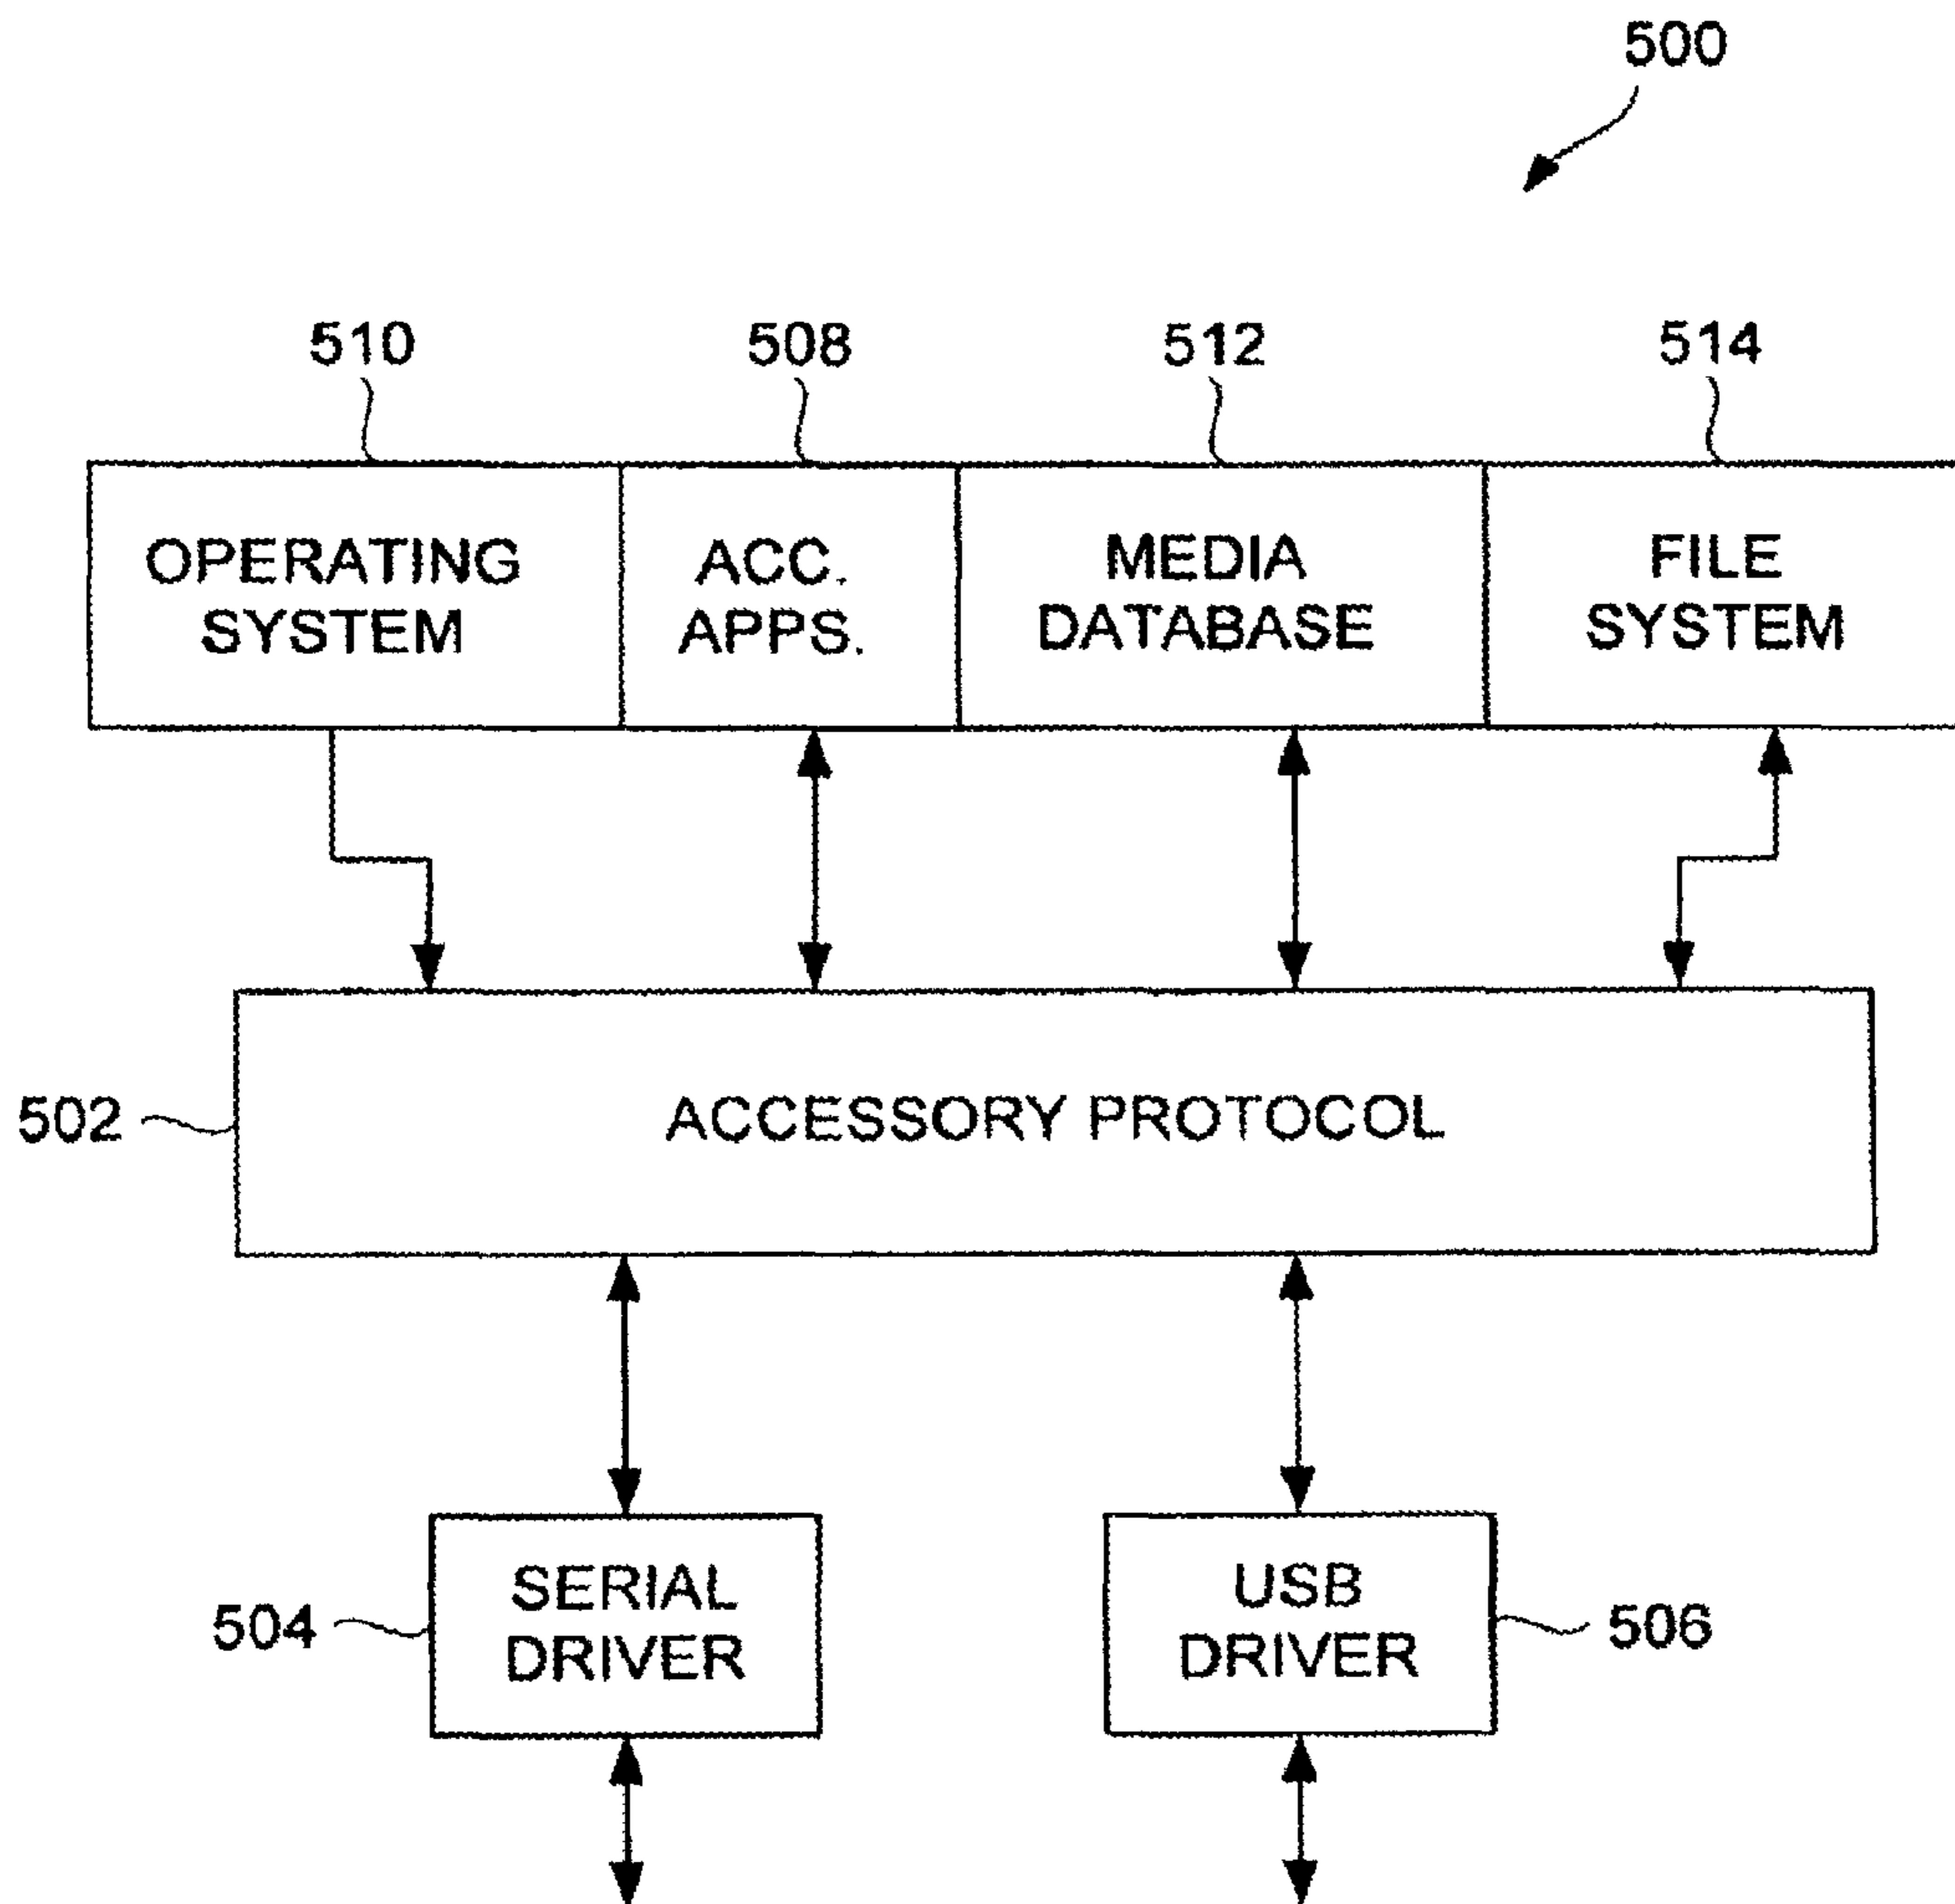 500
510
508
512
514
OPERATING
SYSTEM
ACC.
APPS.
MEDIA
DATABASE
FILE
SYSTEM
502
ACCESSORY PROTOCOL
504
SERIAL
DRIVER
USB
DRIVER
506